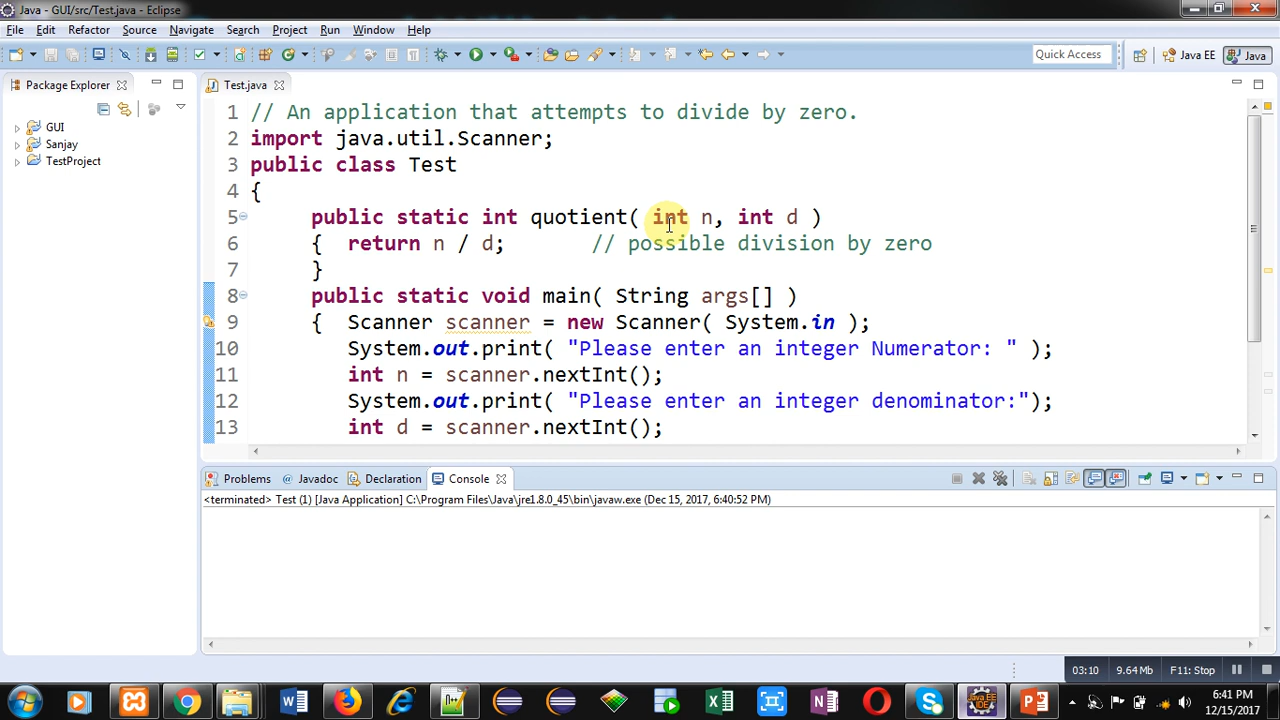 Java - GUI/src/Test.java - Eclipse
File Edit Refactor Source Navigate Search Project Run Window Help
Quick Access Java EE Java
Package Explorer
GUI
Sanjay
TestProject
Test.java
1 // An application that attempts to divide by zero.
2 import java.util.Scanner;
3 public class Test
4 {
5 public static int quotient( int n, int d )
6 { return n / d; // possible division by zero
7 }
8 public static void main( String args[] )
9 { Scanner scanner = new Scanner( System.in );
10 System.out.print( "Please enter an integer Numerator: " );
11 int n = scanner.nextInt();
12 System.out.print( "Please enter an integer denominator:");
13 int d = scanner.nextInt();
Problems @ Javadoc Declaration Console
<terminated> Test (1) [Java Application] C:\Program Files\Java\jre1.8.0_45\bin\javaw.exe (Dec 15, 2017, 6:40:52 PM)
03:10 9.64 Mb F11: Stop
6:41 PM
12/15/2017